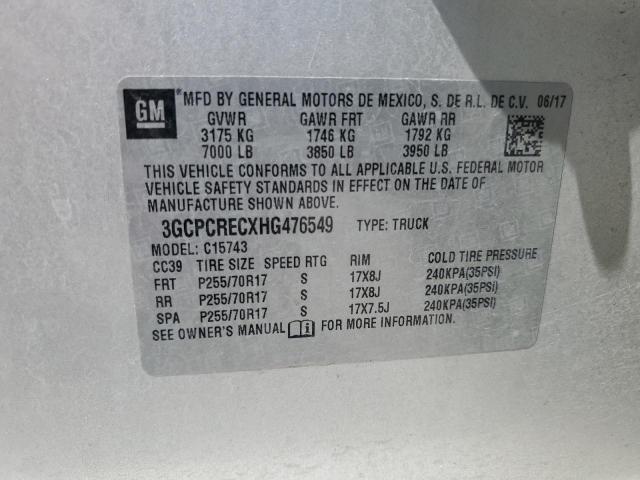 GM
MFD BY GENERAL MOTORS DE MEXICO, S. DE R.L. DE C.V. 06/17
GVWR GAWR FRT GAWR RR
3175 KG 1746 KG 1792 KG
7000 LB 3850 LB 3950 LB
THIS VEHICLE CONFORMS TO ALL APPLICABLE U.S. FEDERAL MOTOR
VEHICLE SAFETY STANDARDS IN EFFECT ON THE DATE OF
MANUFACTURE SHOWN ABOVE.
3GCPCRECXHG476549 TYPE: TRUCK
MODEL: C15743
CC39 TIRE SIZE SPEED RTG RIM COLD TIRE PRESSURE
FRT P255/70R17 S 17X8J 240KPA(35PSI)
RR P255/70R17 S 17X8J 240KPA(35PSI)
SPA P255/70R17 S 17X7.5J 240KPA(35PSI)
SEE OWNER'S MANUAL FOR MORE INFORMATION.